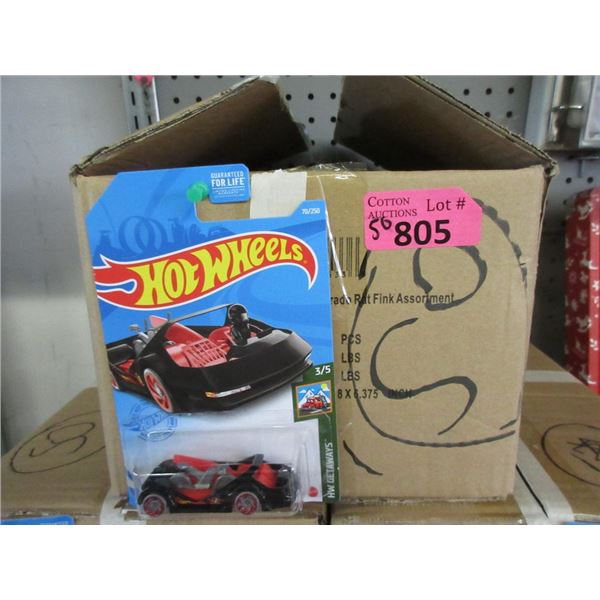 GUARANTEED
FOR LIFE
70/250
HOT WHEELS
3/5
HW GETAWAYS
COTTON
AUCTIONS
Lot #
56
805
Rat Fink Assortment
PCS
LBS
LBS
8 X 6.375 INCH